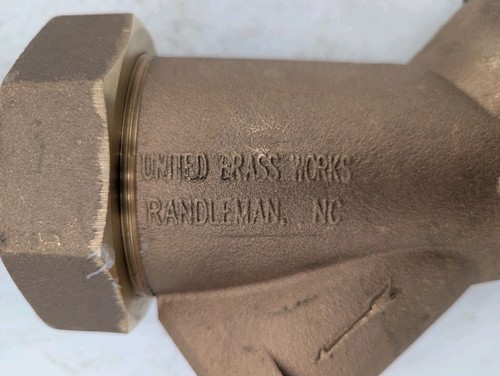 UNITED BRASS WORKS
RANDLEMAN, NC